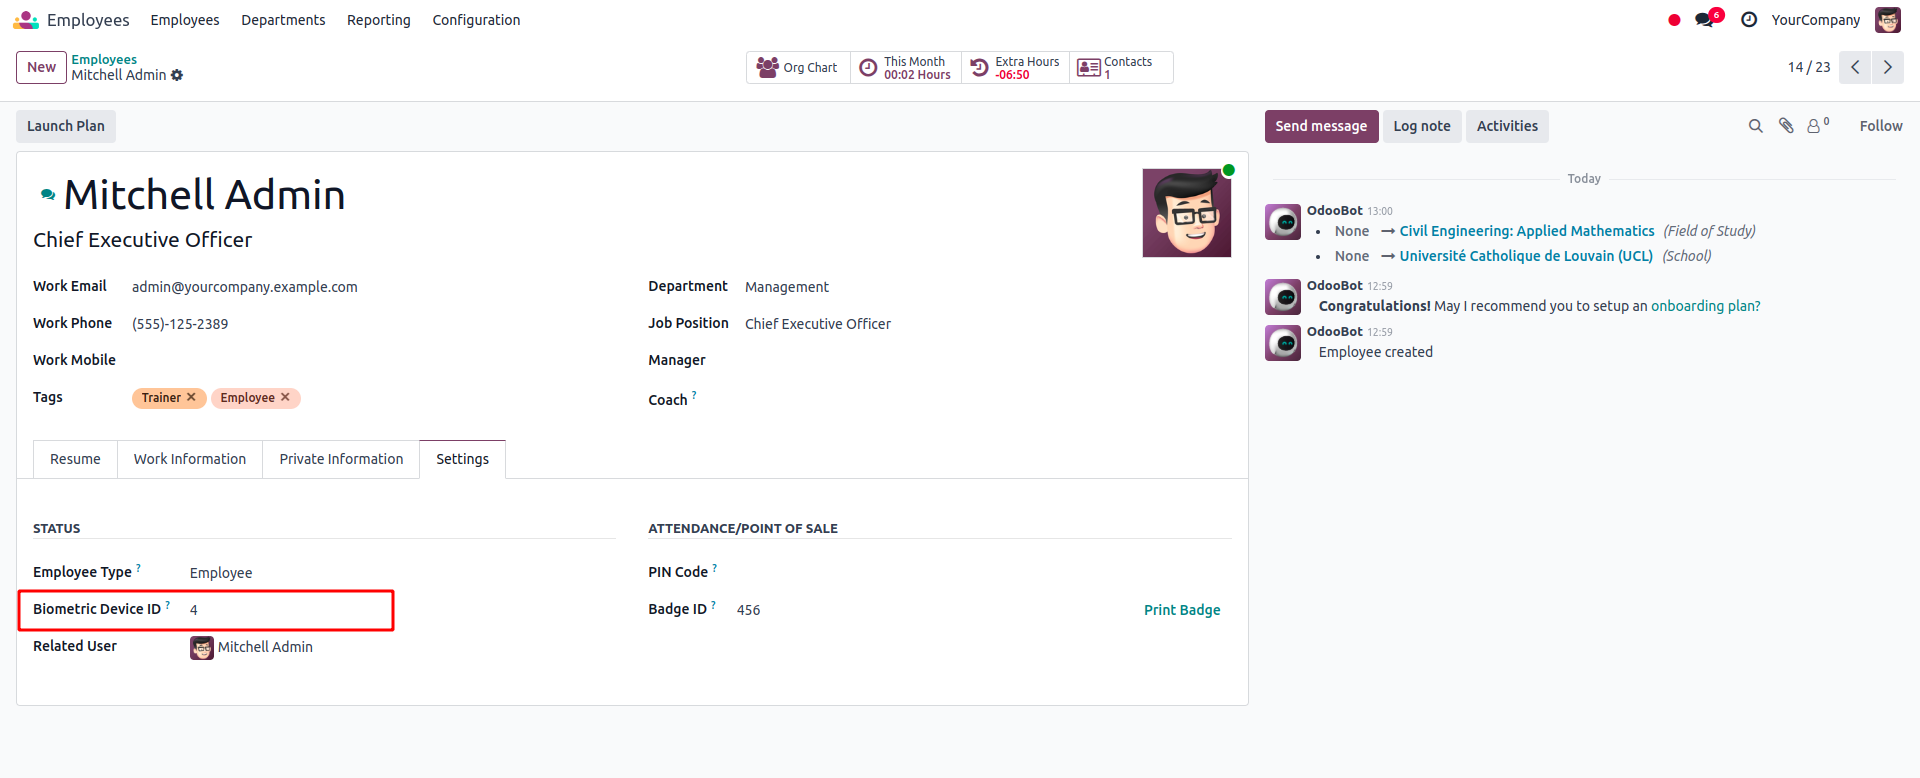 Employees Employees Departments Reporting Configuration 6 YourCompany
New Employees
Mitchell Admin
Org Chart
This Month
00:02 Hours
Extra Hours
-06:50
Contacts
1
14 / 23
Launch Plan
Send message Log note Activities 0 Follow
Mitchell Admin
Chief Executive Officer
Work Email admin@yourcompany.example.com
Department Management
Work Phone (555)-125-2389
Job Position Chief Executive Officer
Work Mobile
Manager
Tags Trainer ✕ Employee ✕
Coach ?
Resume Work Information Private Information Settings
STATUS
Employee Type ? Employee
Biometric Device ID ? 4
Related User Mitchell Admin
ATTENDANCE/POINT OF SALE
PIN Code ?
Badge ID ? 456 Print Badge
Today
OdooBot 13:00
• None → Civil Engineering: Applied Mathematics (Field of Study)
• None → Université Catholique de Louvain (UCL) (School)
OdooBot 12:59
Congratulations! May I recommend you to setup an onboarding plan?
OdooBot 12:59
Employee created